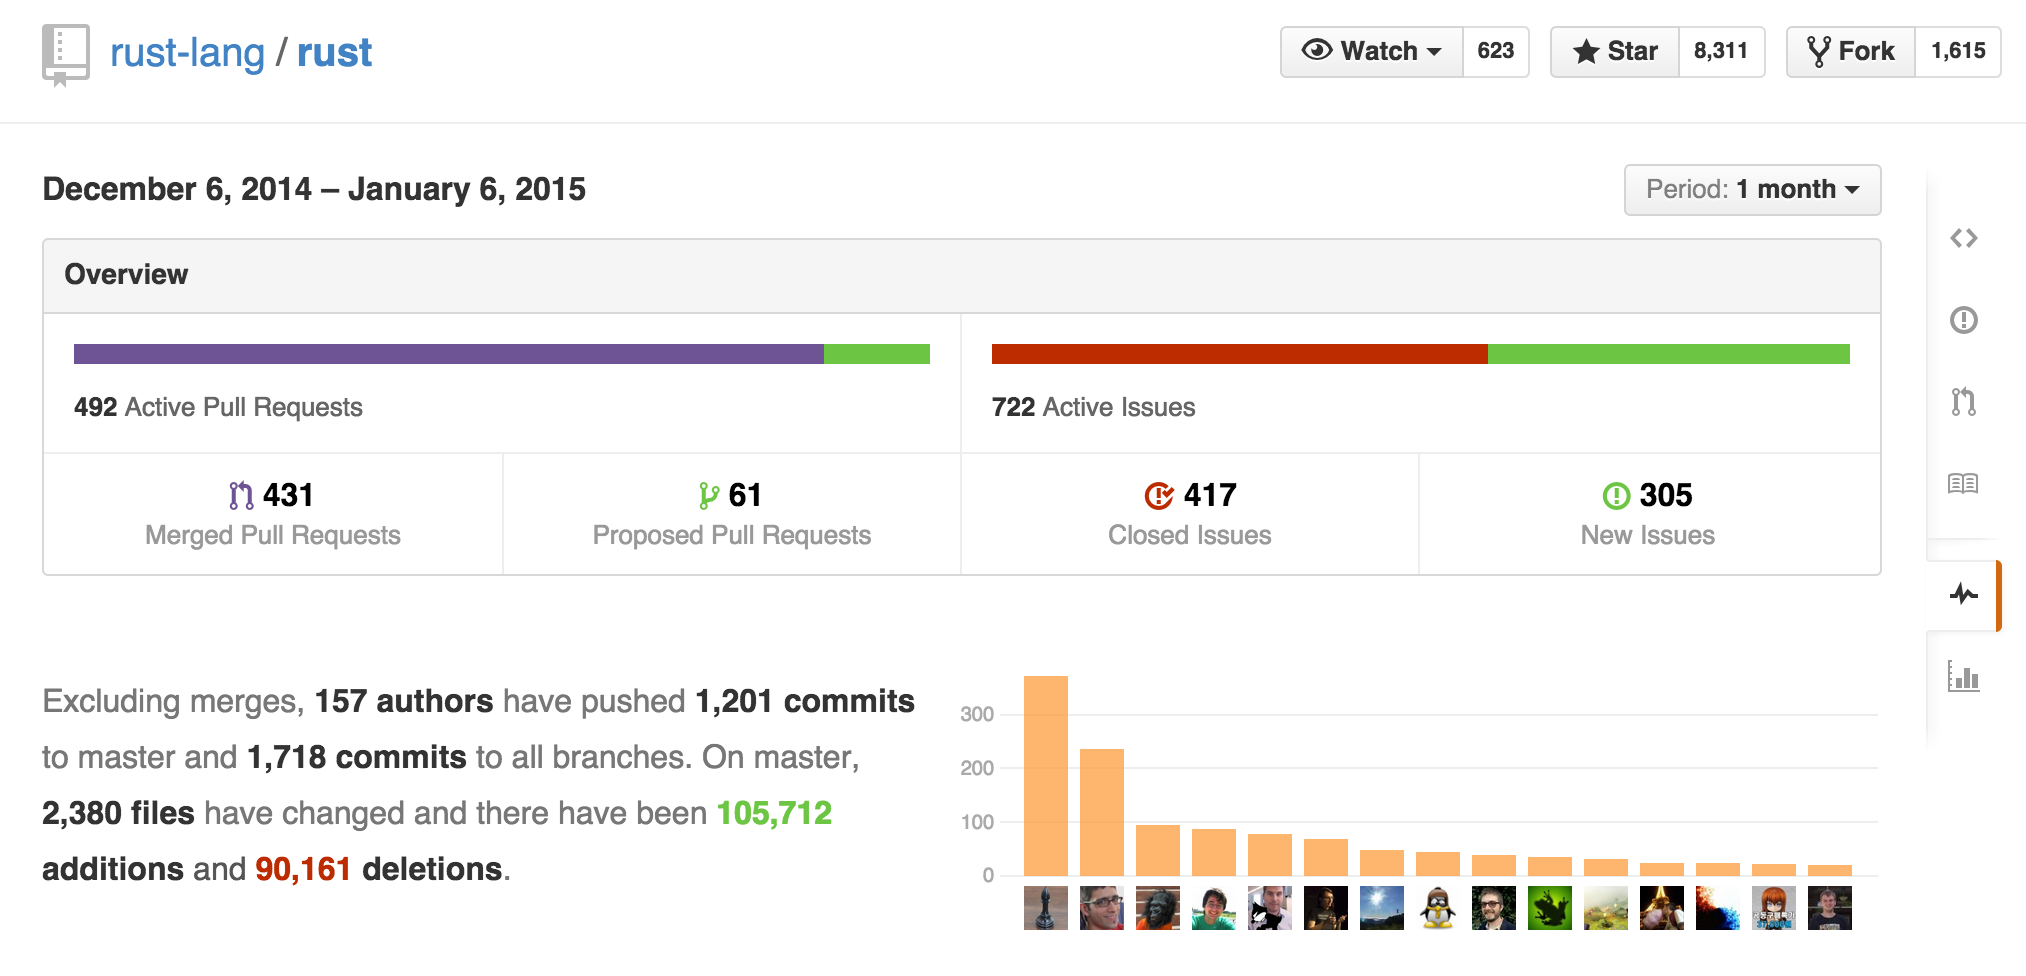 rust-lang / rust
Watch 623
Star 8,311
Fork 1,615
December 6, 2014 – January 6, 2015
Period: 1 month
Overview
492 Active Pull Requests
722 Active Issues
431
Merged Pull Requests
61
Proposed Pull Requests
417
Closed Issues
305
New Issues
Excluding merges, 157 authors have pushed 1,201 commits
to master and 1,718 commits to all branches. On master,
2,380 files have changed and there have been 105,712
additions and 90,161 deletions.
300
200
100
0